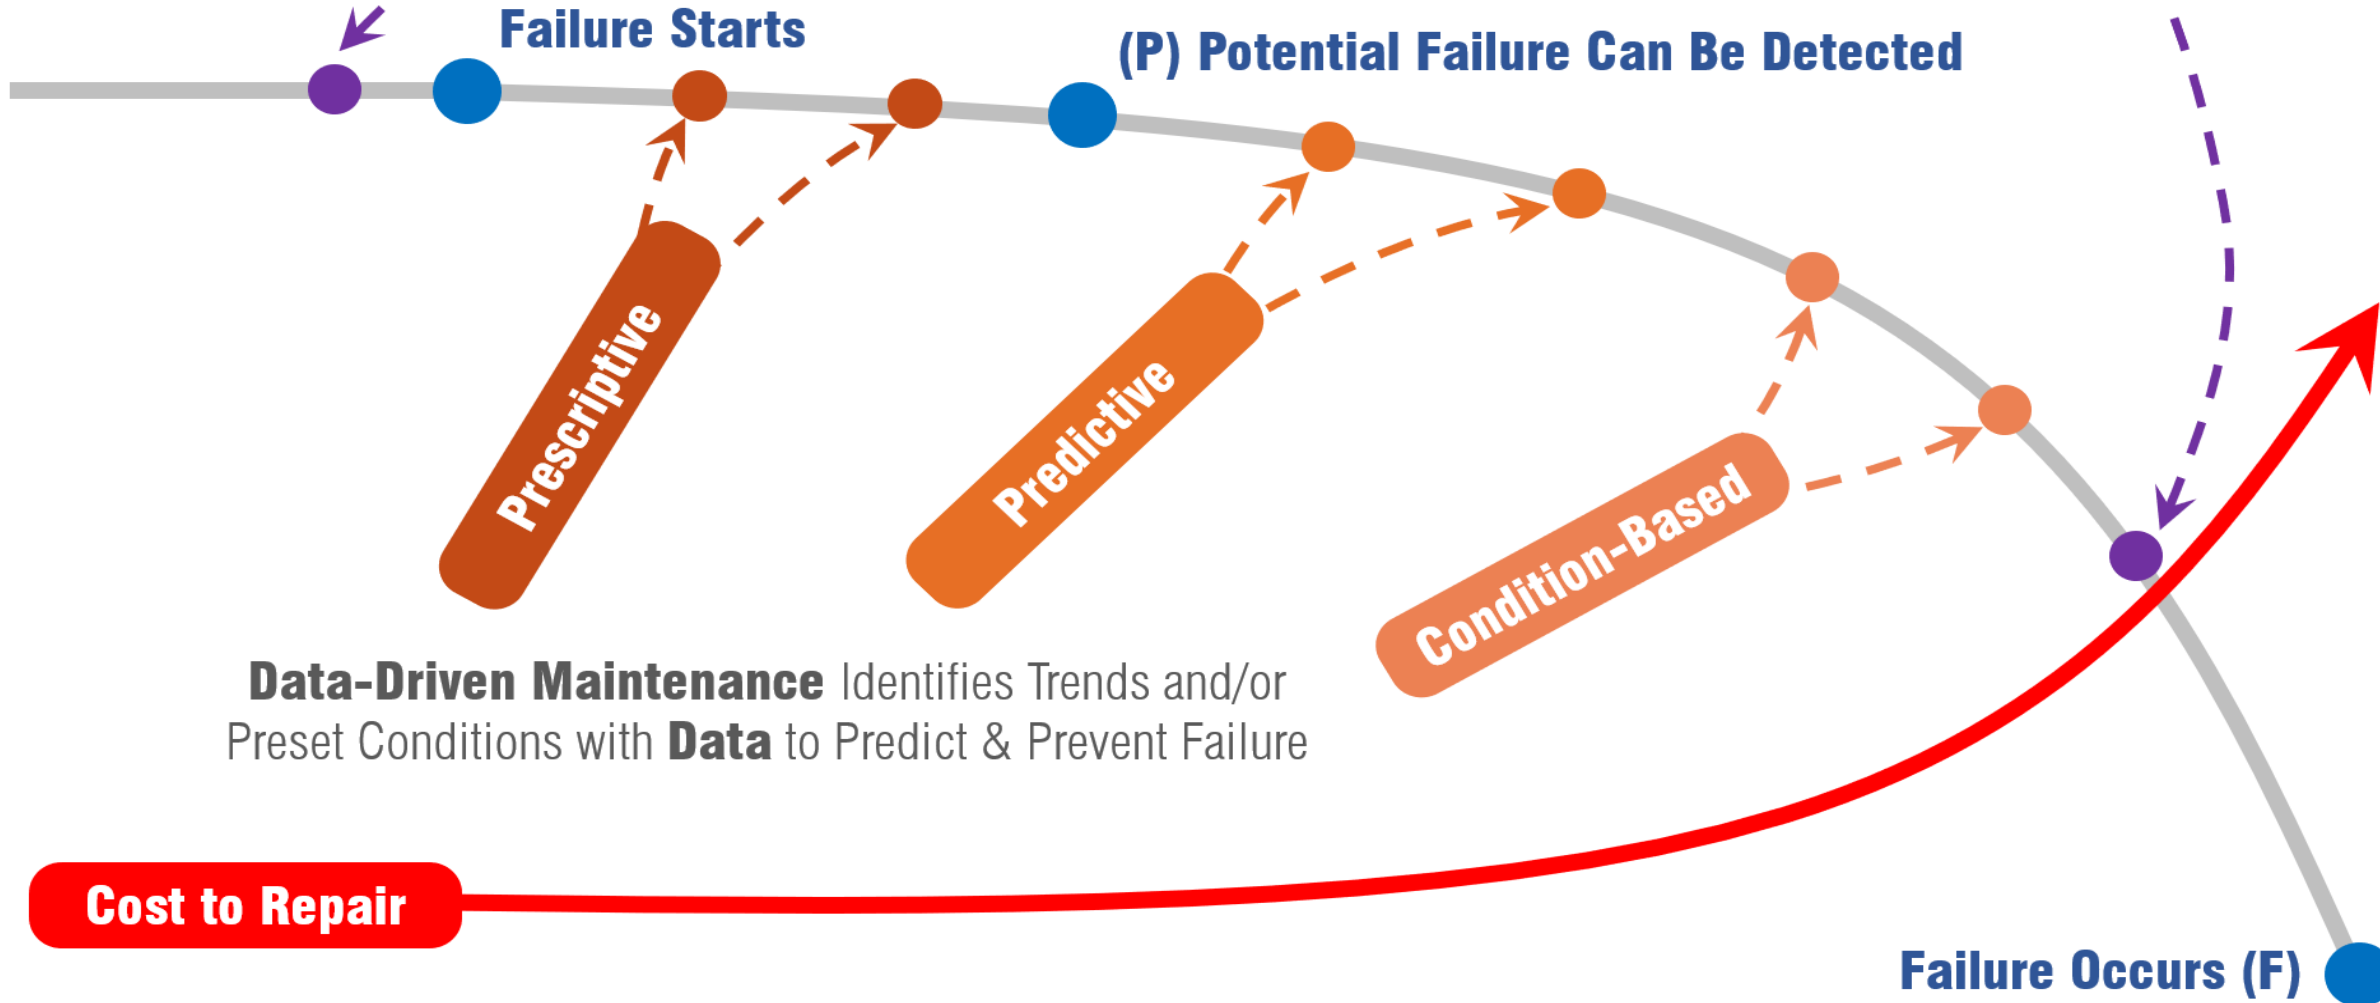 Failure Starts
(P) Potential Failure Can Be Detected
Prescriptive
Predictive
Condition-Based
Data-Driven Maintenance Identifies Trends and/or
Preset Conditions with Data to Predict & Prevent Failure
Cost to Repair
Failure Occurs (F)